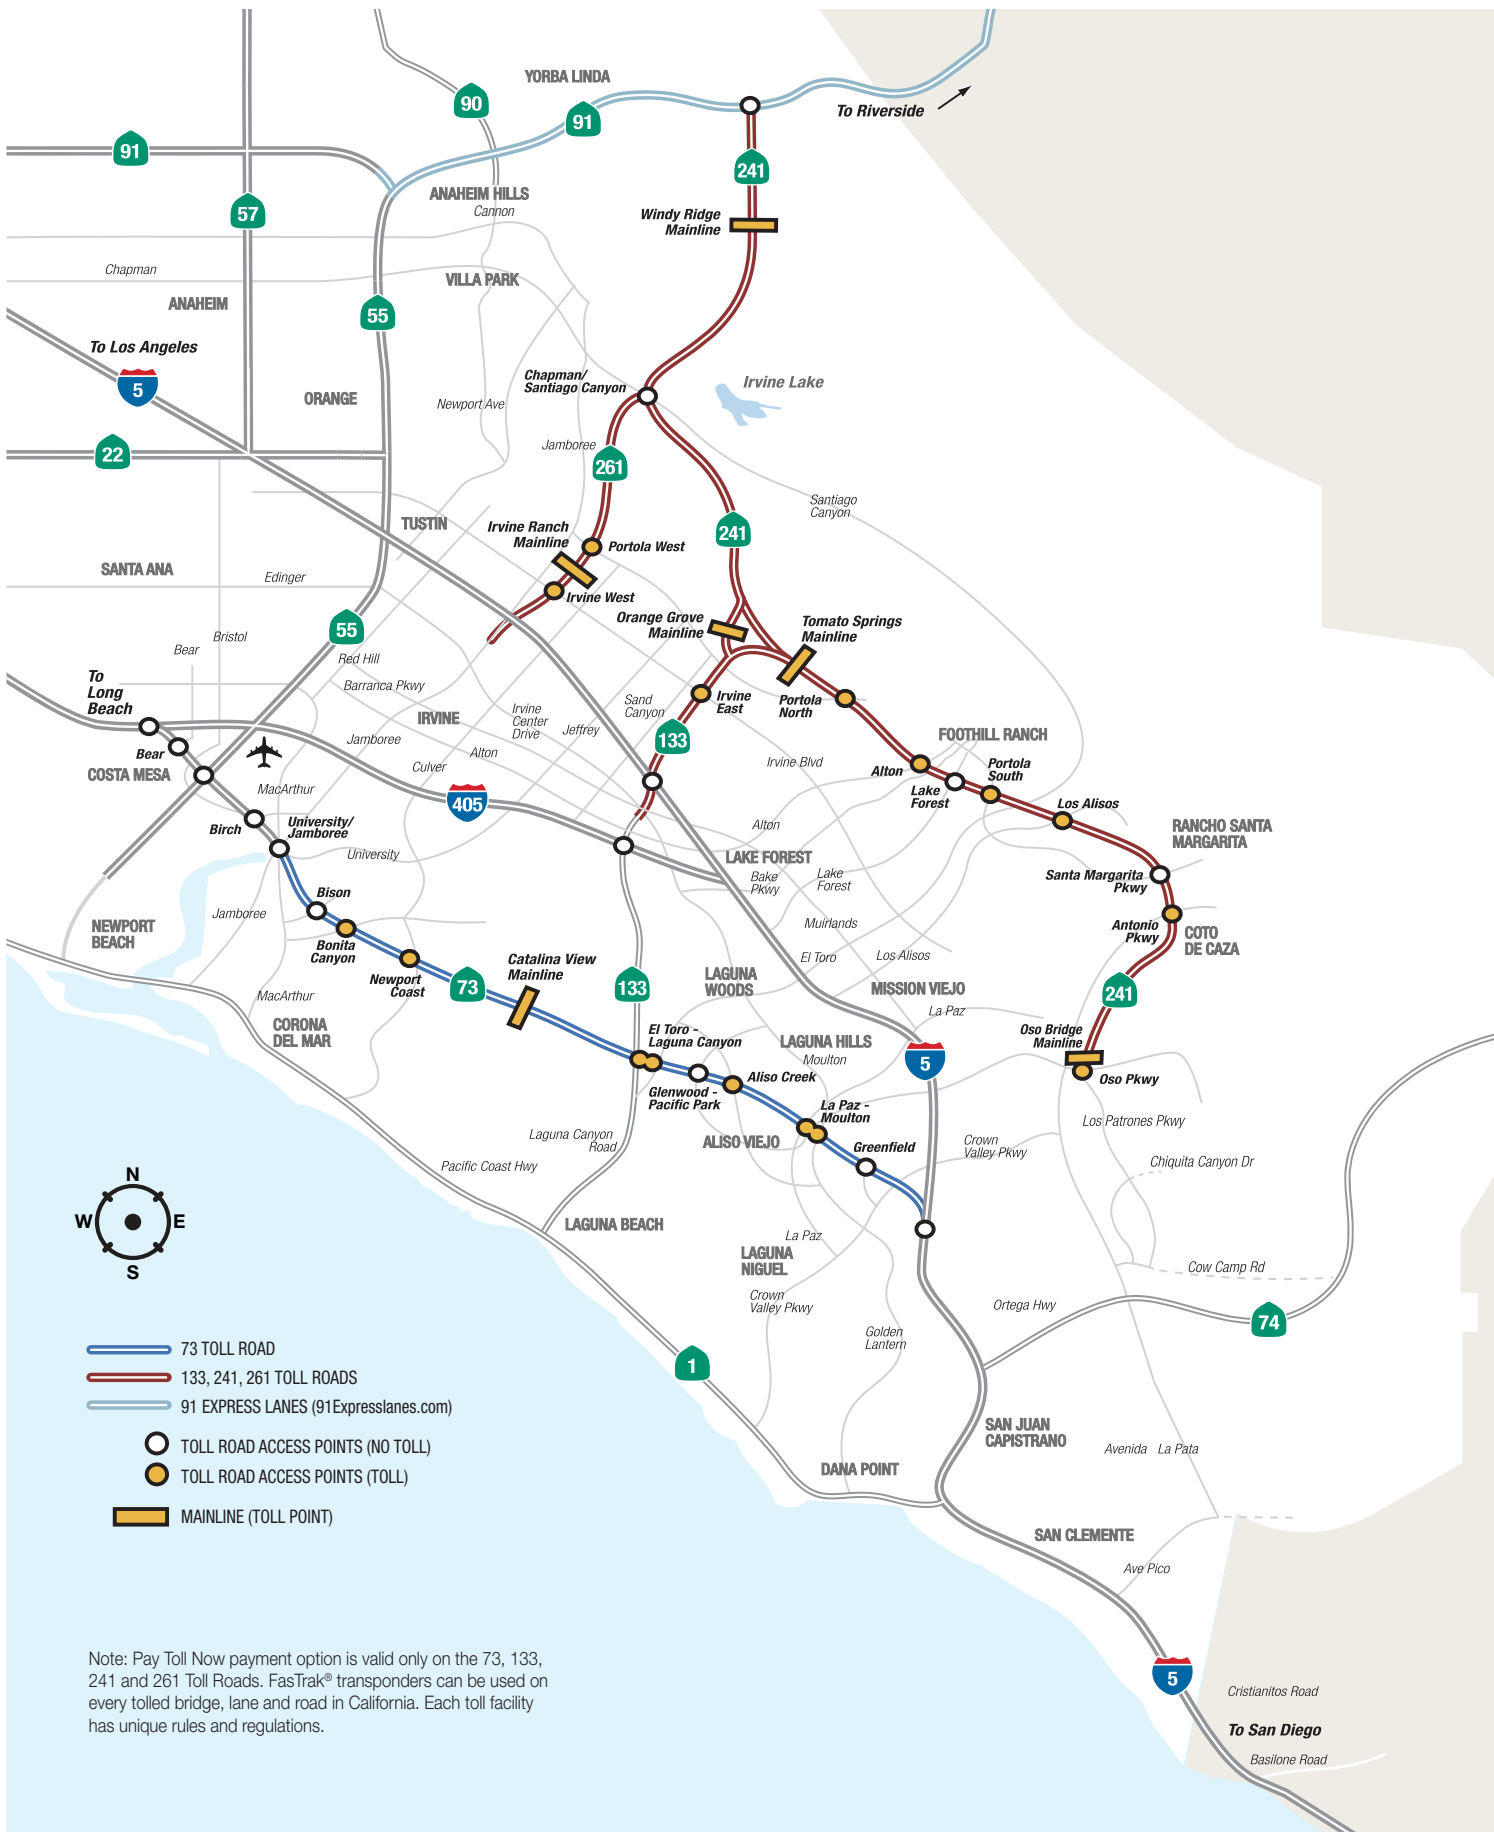 YORBA LINDA
90
91
To Riverside
91
241
ANAHEIM HILLS
Cannon
57
Windy Ridge
Mainline
Chapman
VILLA PARK
ANAHEIM
55
To Los Angeles
5
Chapman/
Santiago Canyon
Irvine Lake
ORANGE
Newport Ave
Jamboree
22
261
Santiago
Canyon
TUSTIN
Irvine Ranch
Mainline
241
Portola West
SANTA ANA
Edinger
Irvine West
Orange Grove
Mainline
Tomato Springs
Mainline
55
Bristol
Bear
Red Hill
To
Long
Beach
Barranca Pkwy
Sand
Canyon
Irvine
East
Portola
North
IRVINE
Irvine
Center
Drive
Jeffrey
133
FOOTHILL RANCH
Bear
Jamboree
Alton
Culver
Irvine Blvd
Alton
Portola
South
COSTA MESA
MacArthur
405
Lake
Forest
Los Alisos
Birch
University/
Jamboree
Alton
RANCHO SANTA
MARGARITA
University
LAKE FOREST
Bake
Pkwy
Lake
Forest
Santa Margarita
Pkwy
Bison
Jamboree
NEWPORT
BEACH
Bonita
Canyon
Muirlands
Antonio
Pkwy
COTO
DE CAZA
Newport
Coast
Catalina View
Mainline
El Toro
Los Alisos
73
133
LAGUNA
WOODS
MISSION VIEJO
241
MacArthur
La Paz
CORONA
DEL MAR
El Toro -
Laguna Canyon
LAGUNA HILLS
Moulton
5
Oso Bridge
Mainline
Aliso Creek
Oso Pkwy
Glenwood -
Pacific Park
La Paz -
Moulton
Los Patrones Pkwy
Laguna Canyon
Road
ALISO VIEJO
Greenfield
Crown
Valley Pkwy
Pacific Coast Hwy
Chiquita Canyon Dr
N
W
E
S
LAGUNA BEACH
La Paz
LAGUNA
NIGUEL
Cow Camp Rd
Crown
Valley Pkwy
Ortega Hwy
74
Golden
Lantern
1
73 TOLL ROAD
133, 241, 261 TOLL ROADS
91 EXPRESS LANES (91Expresslanes.com)
TOLL ROAD ACCESS POINTS (NO TOLL)
TOLL ROAD ACCESS POINTS (TOLL)
MAINLINE (TOLL POINT)
SAN JUAN
CAPISTRANO
Avenida La Pata
DANA POINT
SAN CLEMENTE
Ave Pico
Note: Pay Toll Now payment option is valid only on the 73, 133,
241 and 261 Toll Roads. FasTrak® transponders can be used on
every tolled bridge, lane and road in California. Each toll facility
has unique rules and regulations.
5
Cristianitos Road
To San Diego
Basilone Road